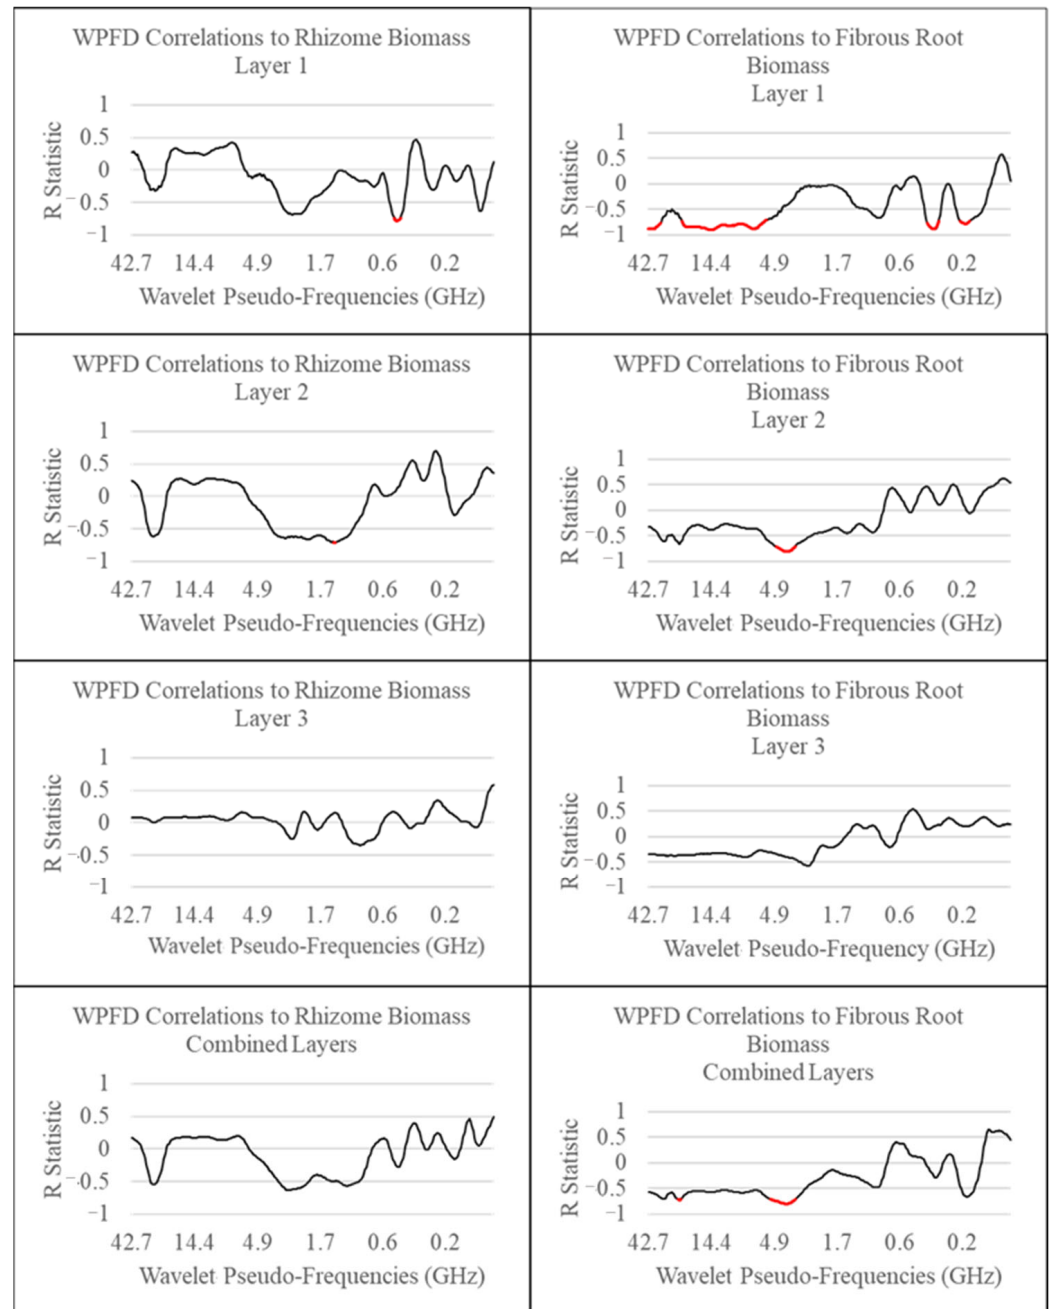 WPFD Correlations to Rhizome Biomass
Layer 1
1
0.5
0
−0.5
−1
R Statistic
42.7 14.4 4.9 1.7 0.6 0.2
Wavelet Pseudo-Frequencies (GHz)
WPFD Correlations to Fibrous Root
Biomass
Layer 1
1
0.5
0
−0.5
−1
R Statistic
42.7 14.4 4.9 1.7 0.6 0.2
Wavelet Pseudo-Frequencies (GHz)
WPFD Correlations to Rhizome Biomass
Layer 2
1
0.5
0
−0.5
−1
R Statistic
42.7 14.4 4.9 1.7 0.6 0.2
Wavelet Pseudo-Frequencies (GHz)
WPFD Correlations to Fibrous Root
Biomass
Layer 2
1
0.5
0
−0.5
−1
R Statistic
42.7 14.4 4.9 1.7 0.6 0.2
Wavelet Pseudo-Frequencies (GHz)
WPFD Correlations to Rhizome Biomass
Layer 3
1
0.5
0
−0.5
−1
R Statistic
42.7 14.4 4.9 1.7 0.6 0.2
Wavelet Pseudo-Frequencies (GHz)
WPFD Correlations to Fibrous Root
Biomass
Layer 3
1
0.5
0
−0.5
−1
R Statistic
42.7 14.4 4.9 1.7 0.6 0.2
Wavelet Pseudo-Frequency (GHz)
WPFD Correlations to Rhizome Biomass
Combined Layers
1
0.5
0
−0.5
−1
R Statistic
42.7 14.4 4.9 1.7 0.6 0.2
Wavelet Pseudo-Frequencies (GHz)
WPFD Correlations to Fibrous Root
Biomass
Combined Layers
1
0.5
0
−0.5
−1
R Statistic
42.7 14.4 4.9 1.7 0.6 0.2
Wavelet Pseudo-Frequencies (GHz)